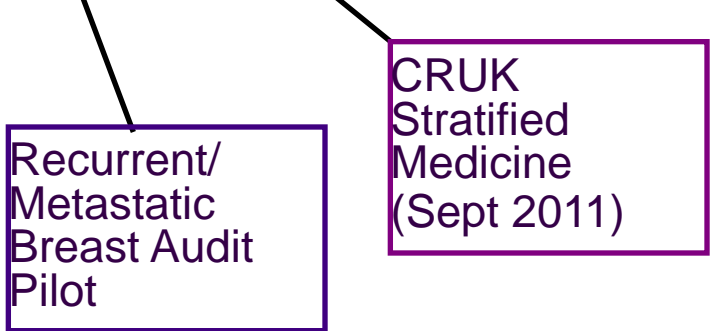 CRUK
Stratified
Medicine
(Sept 2011)
Recurrent/
Metastatic
Breast Audit
Pilot